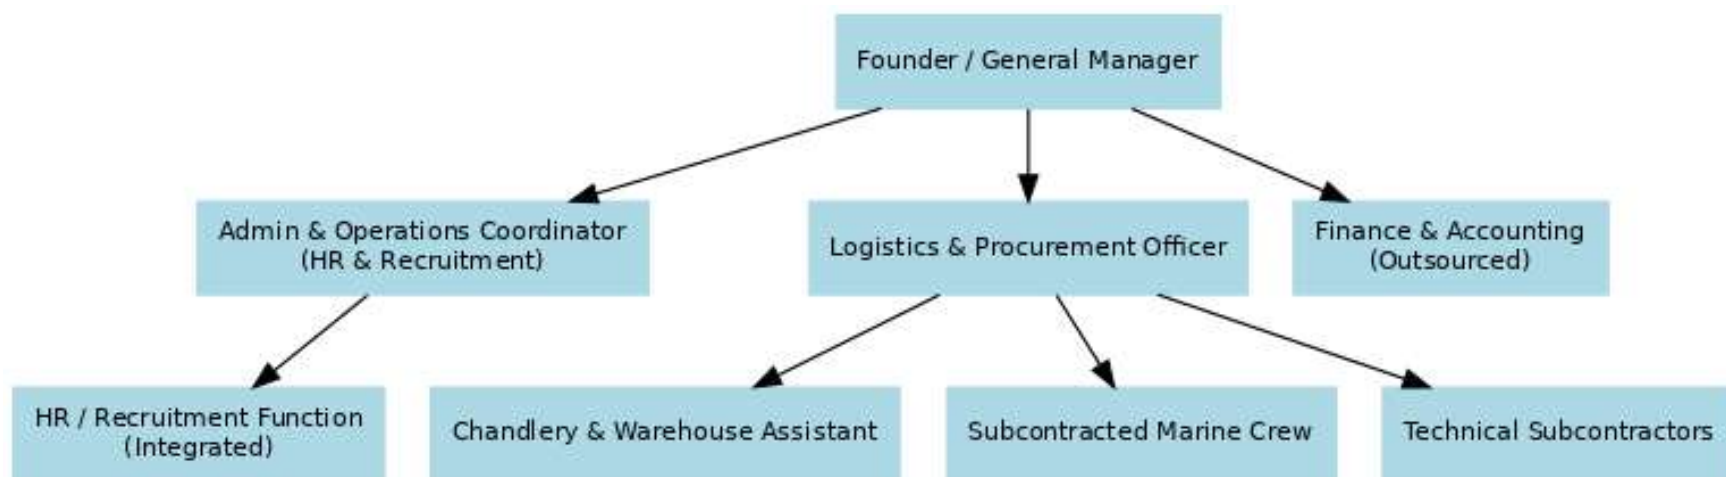 Founder / General Manager
Admin & Operations Coordinator
(HR & Recruitment)
Logistics & Procurement Officer
Finance & Accounting
(Outsourced)
HR / Recruitment Function
(Integrated)
Chandlery & Warehouse Assistant
Subcontracted Marine Crew
Technical Subcontractors